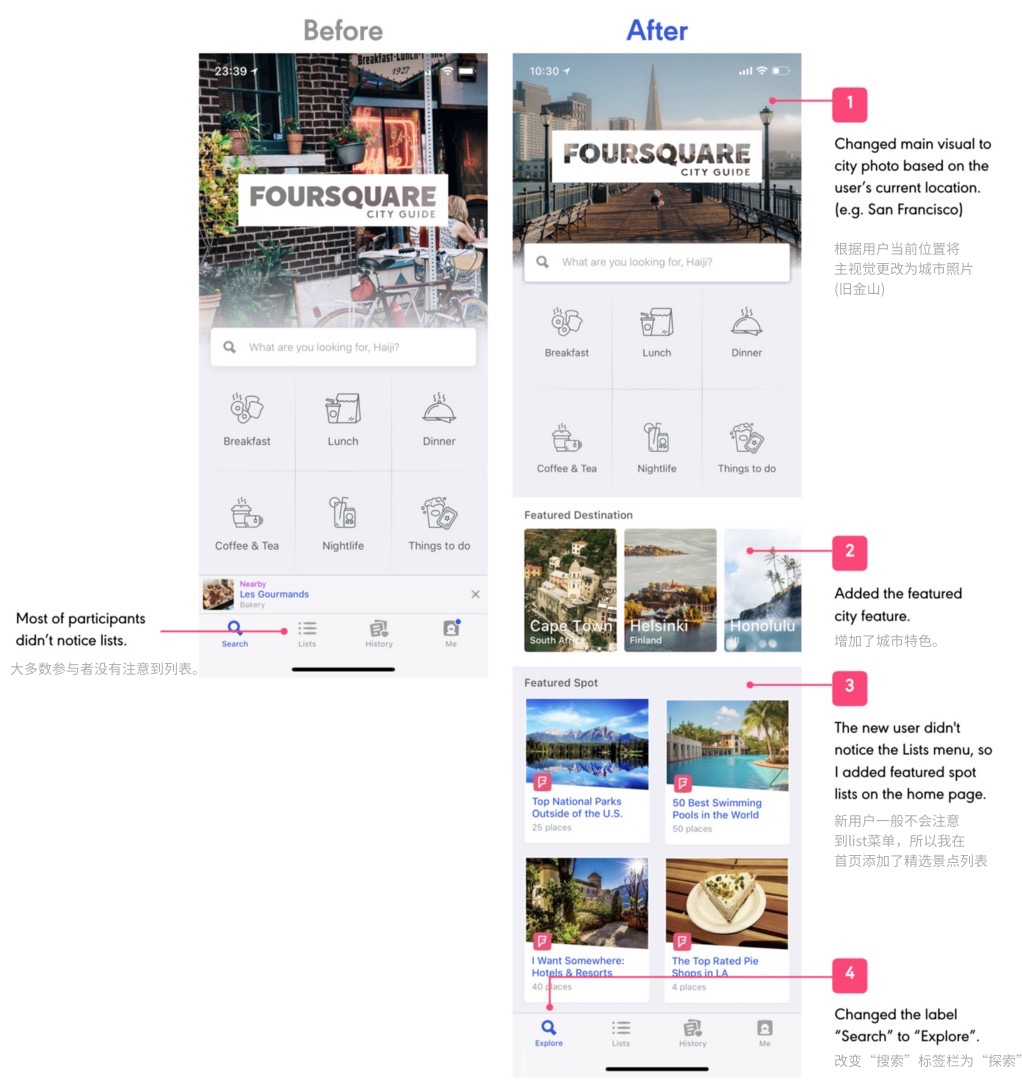 Before
After
Breakfast-Lunch-
1927
23:39
FOURSQUARE
CITY GUIDE
What are you looking for, Haiji?
Breakfast
Lunch
Dinner
Coffee & Tea
Nightlife
Things to do
Nearby
Les Gourmands
Bakery
Search
Lists
History
Me
Most of participants
didn't notice lists.
大多数参与者没有注意到列表。
10:30
FOURSQUARE
CITY GUIDE
What are you looking for, Haiji?
Breakfast
Lunch
Dinner
Coffee & Tea
Nightlife
Things to do
Featured Destination
Cape Town
South Africa
Helsinki
Finland
Honolulu
HI
Featured Spot
Top National Parks
Outside of the U.S.
25 places
50 Best Swimming
Pools in the World
50 places
I Want Somewhere:
Hotels & Resorts
40 places
The Top Rated Pie
Shops in LA
4 places
Explore
Lists
History
Me
1
Changed main visual to
city photo based on the
user's current location.
(e.g. San Francisco)
根据用户当前位置将
主视觉更改为城市照片
(旧金山)
2
Added the featured
city feature.
增加了城市特色。
3
The new user didn't
notice the Lists menu, so
I added featured spot
lists on the home page.
新用户一般不会注意
到list菜单，所以我在
首页添加了精选景点列表
4
Changed the label
“Search” to “Explore”.
改变“搜索”标签栏为“探索”